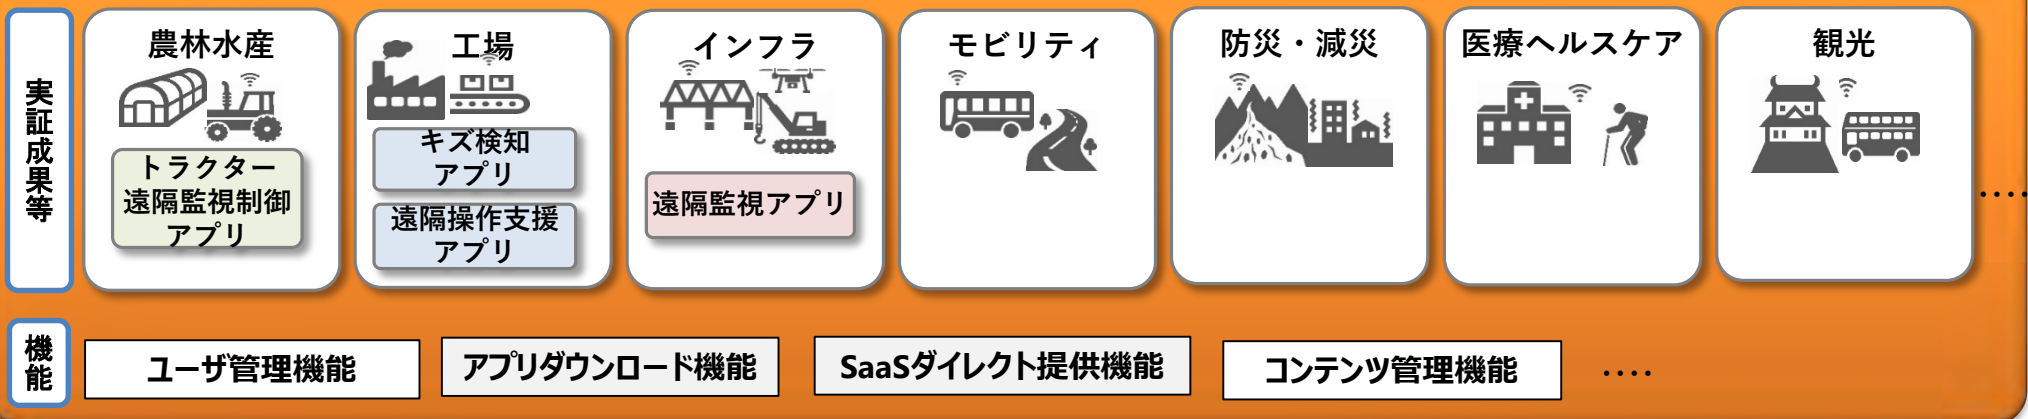 実証成果等
農林水産
トラクター
遠隔監視制御
アプリ
工場
キズ検知
アプリ
遠隔操作支援
アプリ
インフラ
遠隔監視アプリ
モビリティ
防災・減災
医療ヘルスケア
観光
‥‥
機能
ユーザ管理機能
アプリダウンロード機能
SaaSダイレクト提供機能
コンテンツ管理機能
‥‥